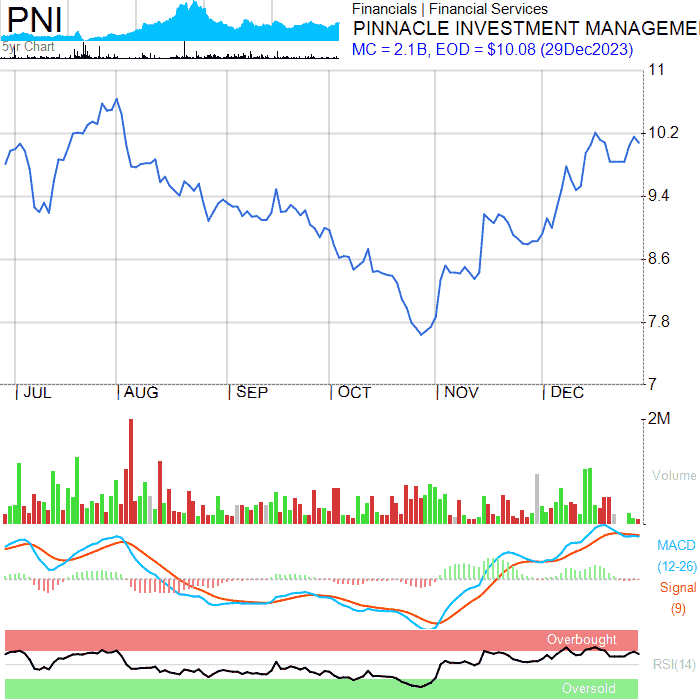 PNI
5yr Chart
Financials | Financial Services
PINNACLE INVESTMENT MANAGEME
MC = 2.1B, EOD = $10.08 (29Dec2023)
11
10.2
9.4
8.6
7.8
7
JUL AUG SEP OCT NOV DEC
2M
Volume
MACD
(12-26)
Signal
(9)
Overbought
RSI(14)
Oversold